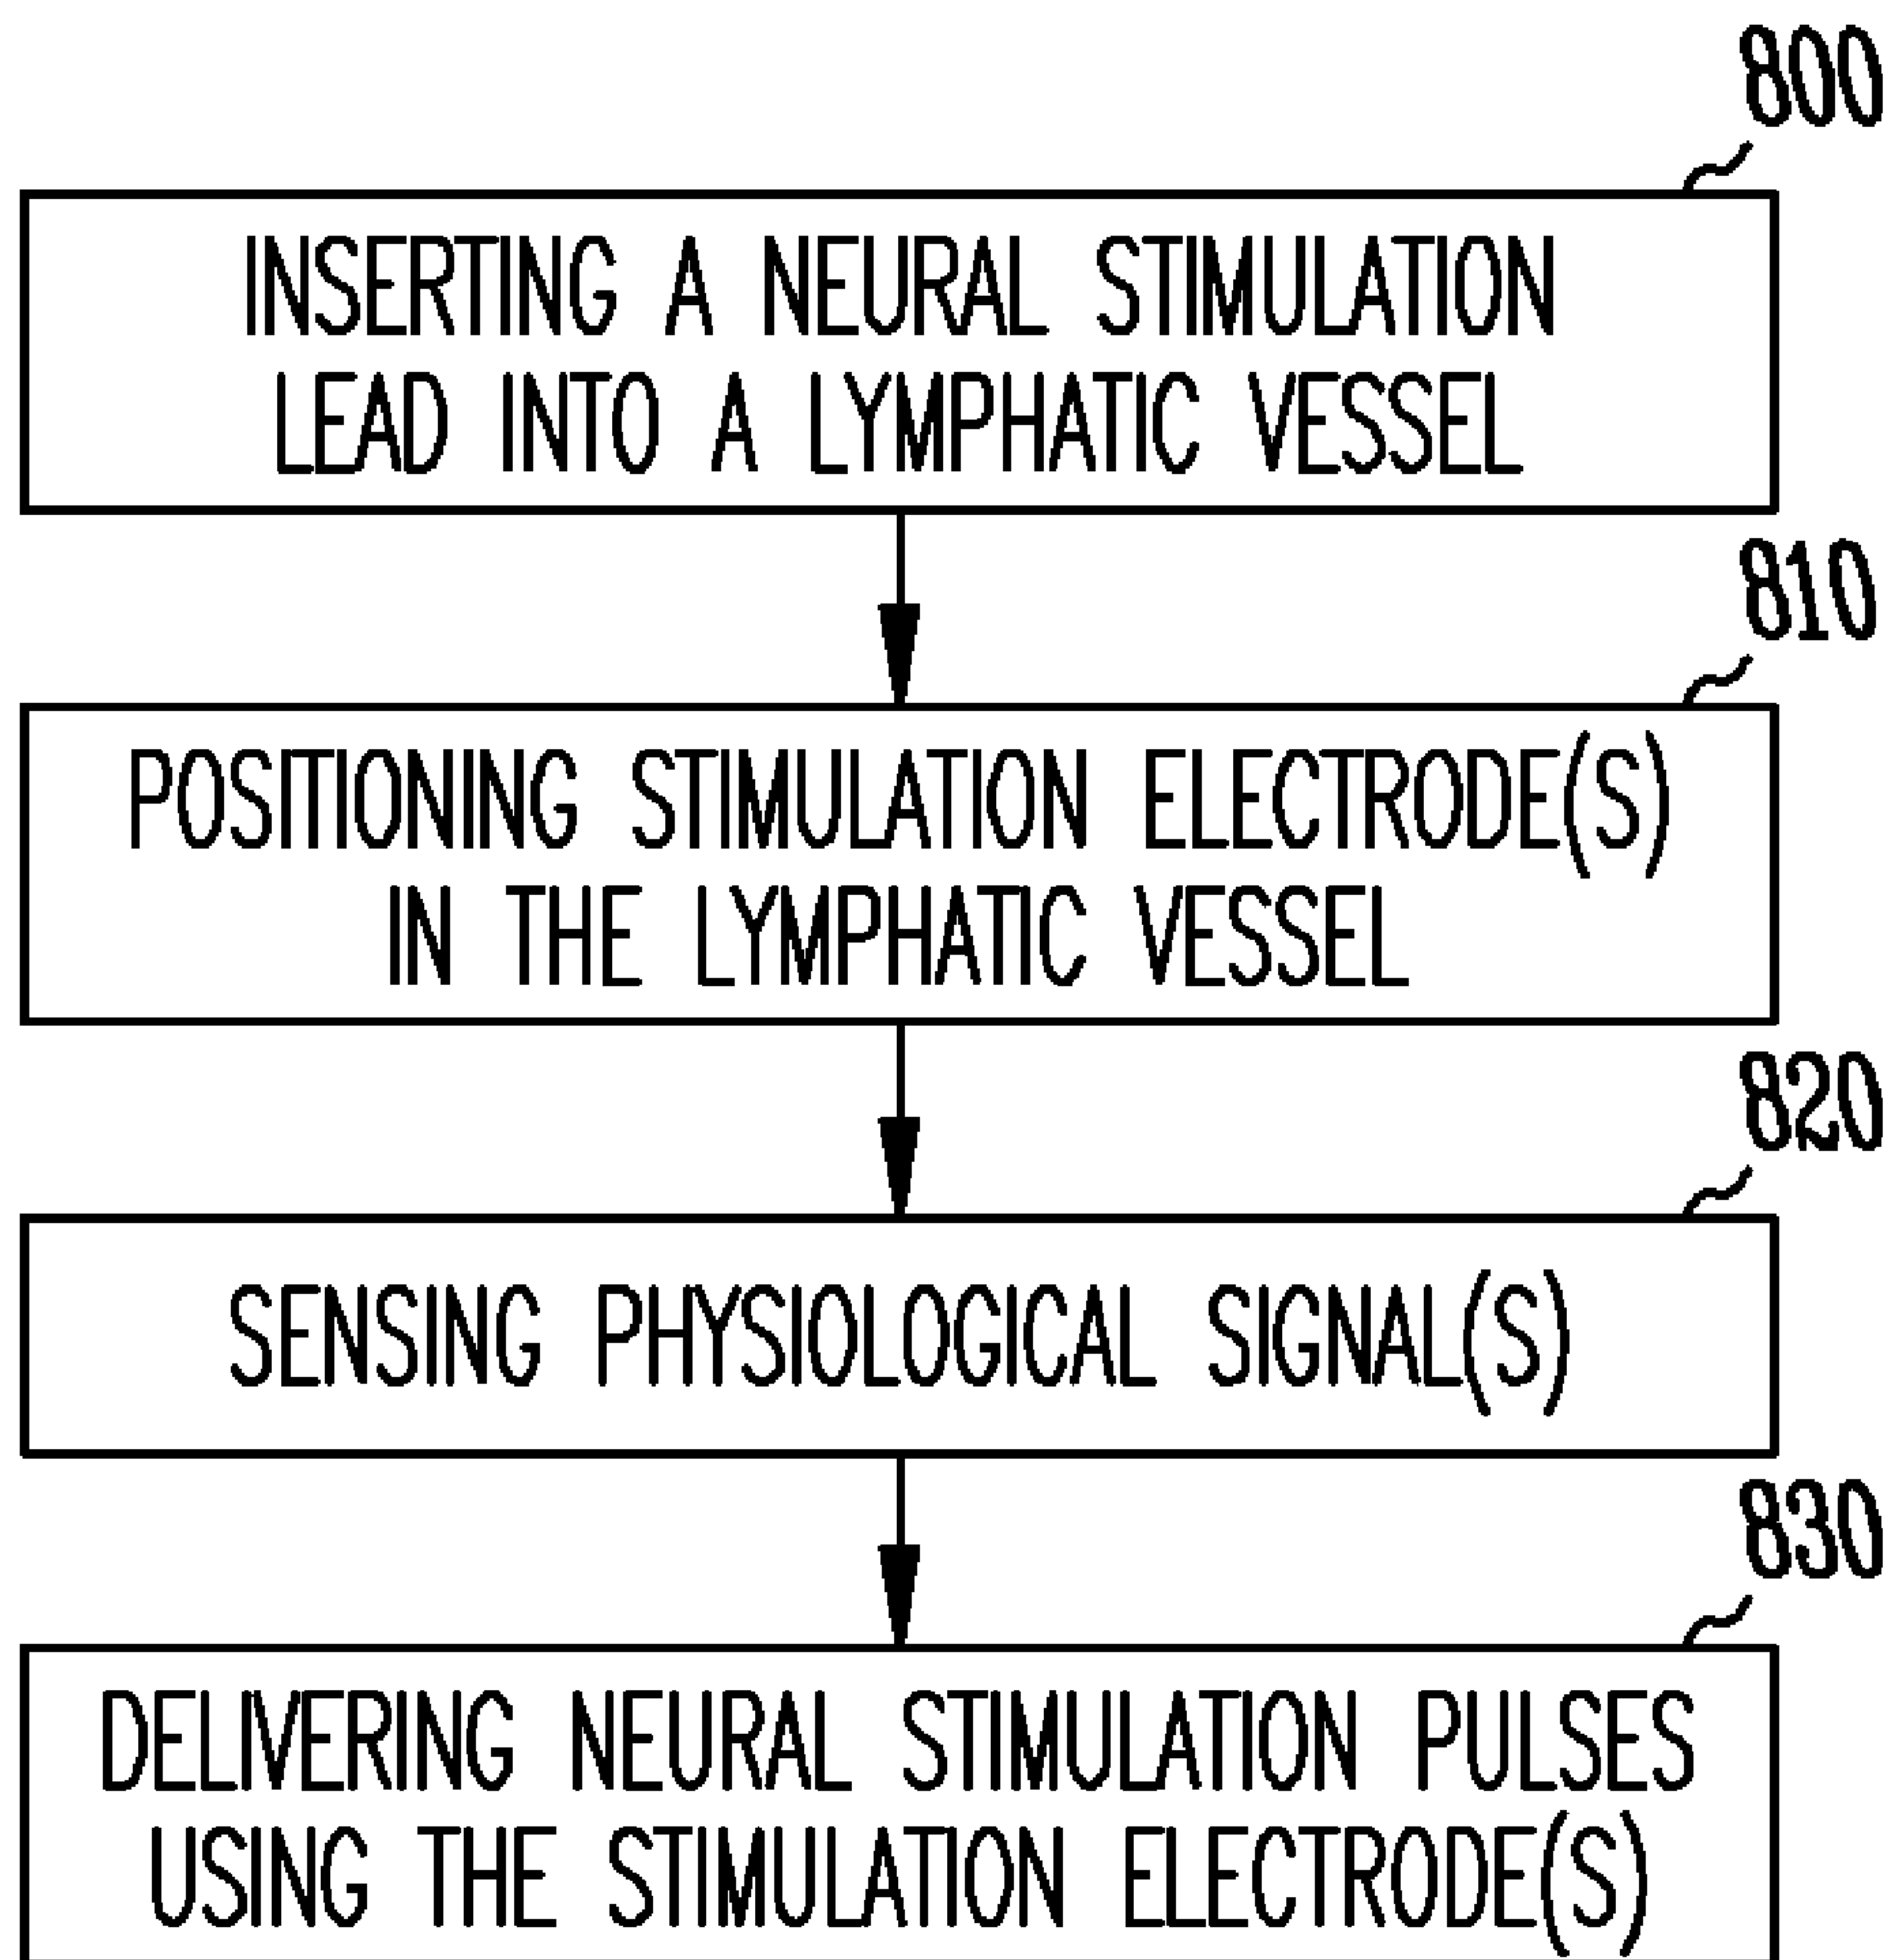 800
INSERTING A NEURAL STIMULATION
LEAD INTO A LYMPHATIC VESSEL
810
POSITIONING STIMULATION ELECTRODE(S)
IN THE LYMPHATIC VESSEL
820
SENSING PHYSIOLOGICAL SIGNAL(S)
830
DELIVERING NEURAL STIMULATION PULSES
USING THE STIMULATION ELECTRODE(S)